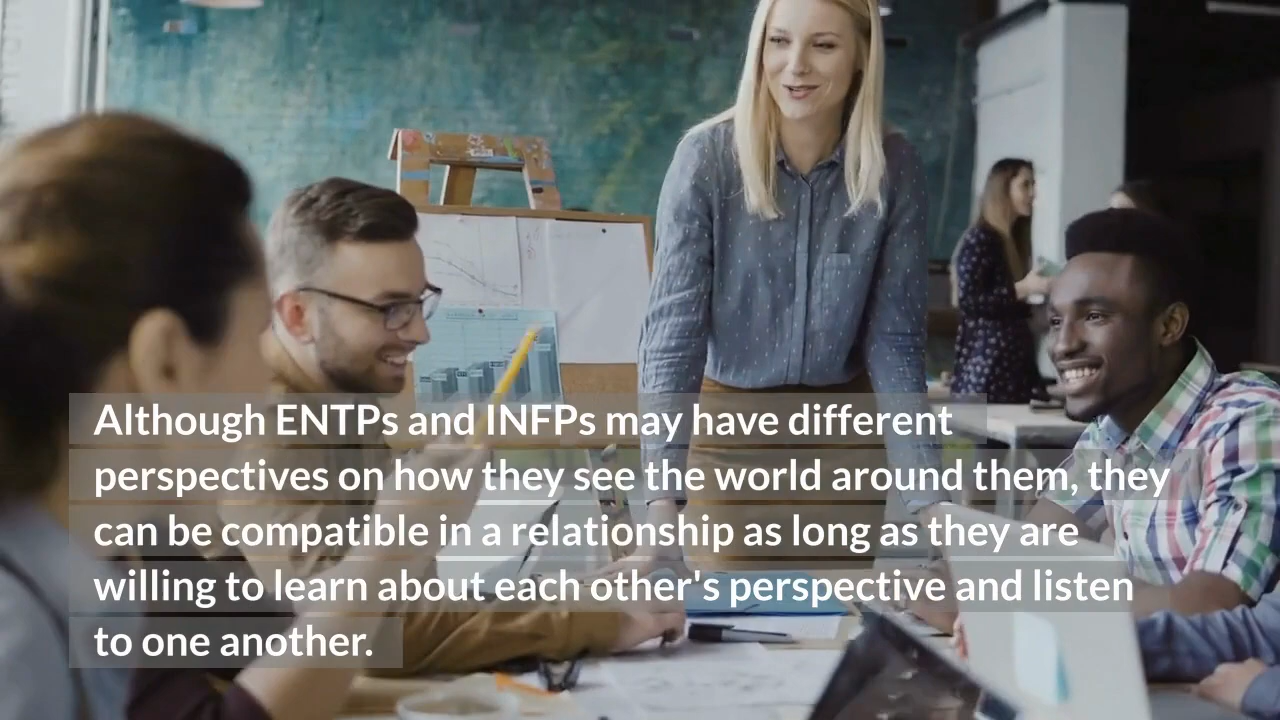 Although ENTPs and INFPs may have different
perspectives on how they see the world around them, they
can be compatible in a relationship as long as they are
willing to learn about each other's perspective and listen
to one another.